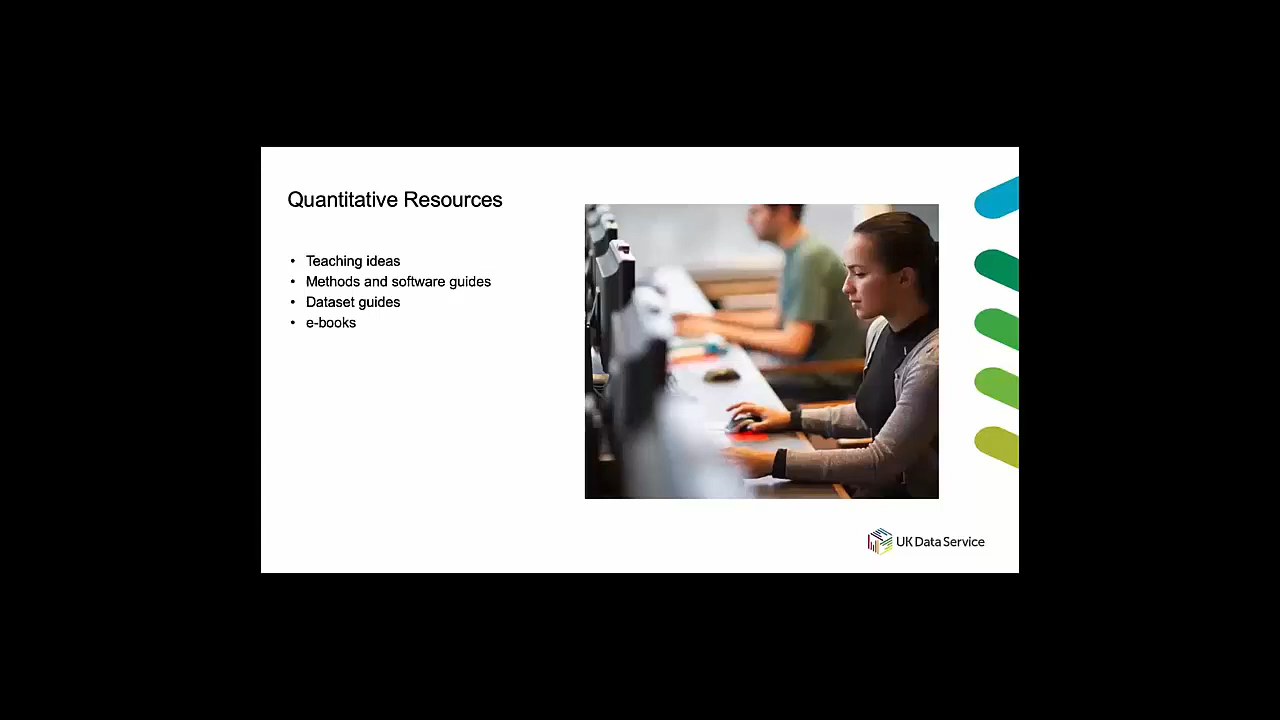 Quantitative Resources
• Teaching ideas
• Methods and software guides
• Dataset guides
• e-books
UK Data Service